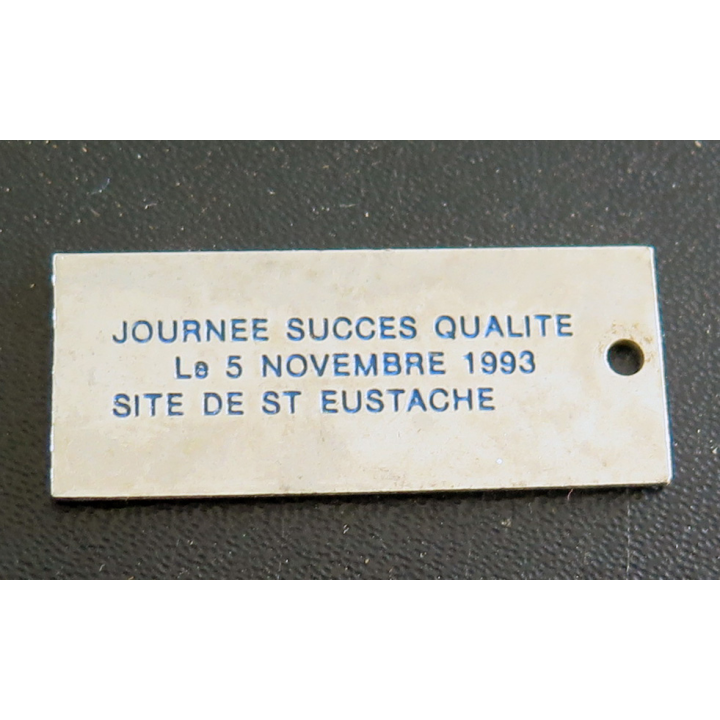 JOURNEE SUCCES QUALITE
Le 5 NOVEMBRE 1993
SITE DE ST EUSTACHE